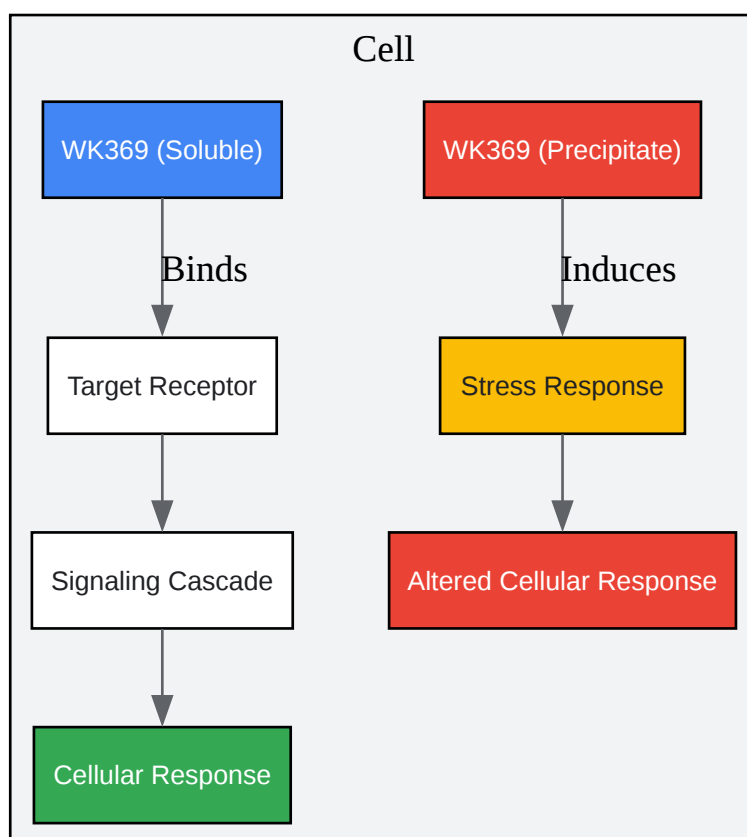 Cell
WK369 (Soluble)
Binds
Target Receptor
Signaling Cascade
Cellular Response
WK369 (Precipitate)
Induces
Stress Response
Altered Cellular Response